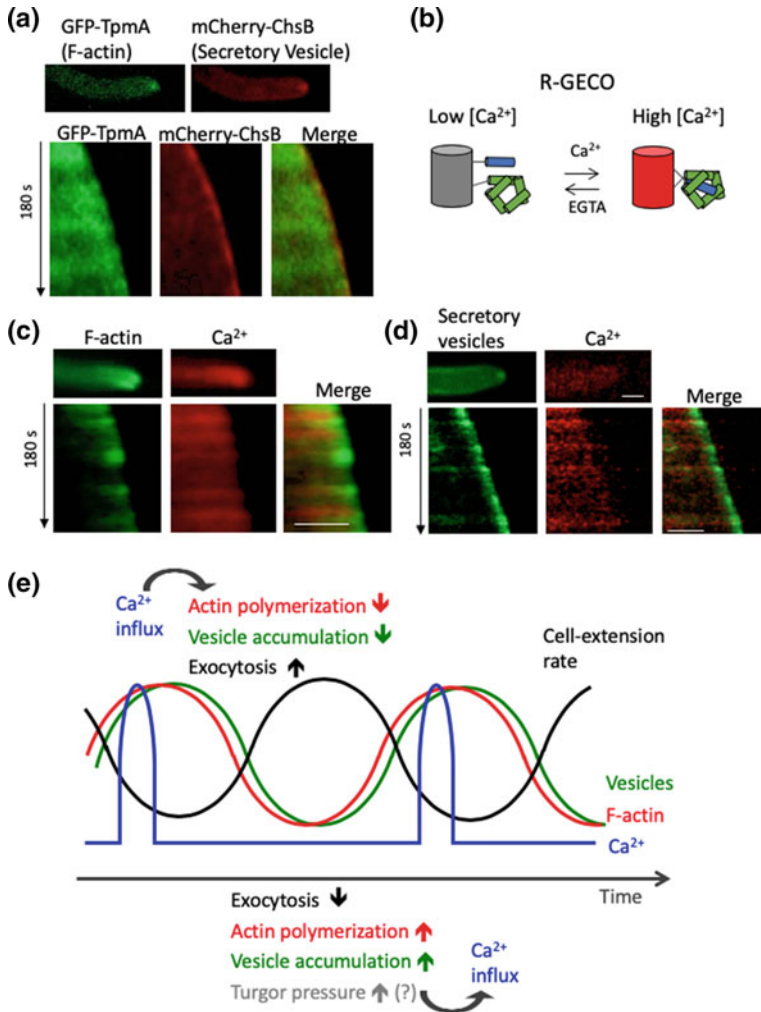 (a)
GFP-TpmA
(F-actin)
mCherry-ChsB
(Secretory Vesicle)
GFP-TpmA
mCherry-ChsB
Merge
180 s
(b)
R-GECO
Low [Ca²⁺]
High [Ca²⁺]
Ca²⁺
EGTA
(c)
F-actin
Ca²⁺
Merge
180 s
(d)
Secretory
vesicles
Ca²⁺
Merge
180 s
(e)
Ca²⁺
influx
Actin polymerization
Vesicle accumulation
Exocytosis
Cell-extension
rate
Vesicles
F-actin
Ca²⁺
Time
Exocytosis
Actin polymerization
Vesicle accumulation
Turgor pressure (?)
Ca²⁺
influx